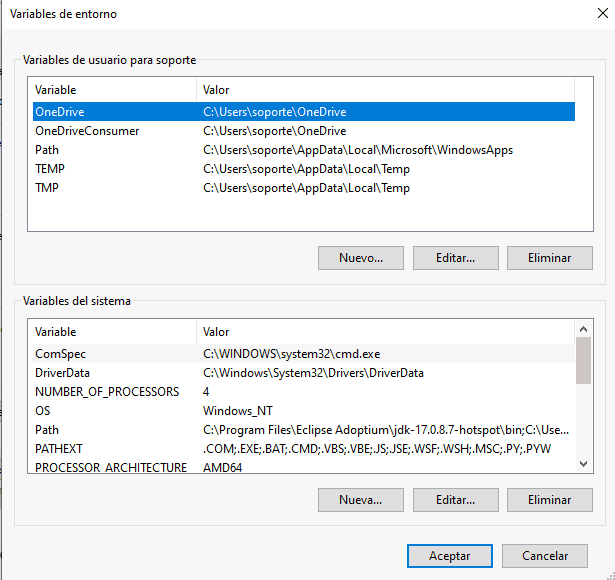 Variables de entorno
Variables de usuario para soporte
Variable Valor
OneDrive C:\Users\soporte\OneDrive
OneDriveConsumer C:\Users\soporte\OneDrive
Path C:\Users\soporte\AppData\Local\Microsoft\WindowsApps
TEMP C:\Users\soporte\AppData\Local\Temp
TMP C:\Users\soporte\AppData\Local\Temp
Nuevo... Editar... Eliminar
Variables del sistema
Variable Valor
ComSpec C:\WINDOWS\system32\cmd.exe
DriverData C:\Windows\System32\Drivers\DriverData
NUMBER_OF_PROCESSORS 4
OS Windows_NT
Path C:\Program Files\Eclipse Adoptium\jdk-17.0.8.7-hotspot\bin;C:\Use...
PATHEXT .COM;.EXE;.BAT;.CMD;.VBS;.VBE;.JS;.JSE;.WSF;.WSH;.MSC;.PY;.PYW
PROCESSOR_ARCHITECTURE AMD64
Nueva... Editar... Eliminar
Aceptar Cancelar